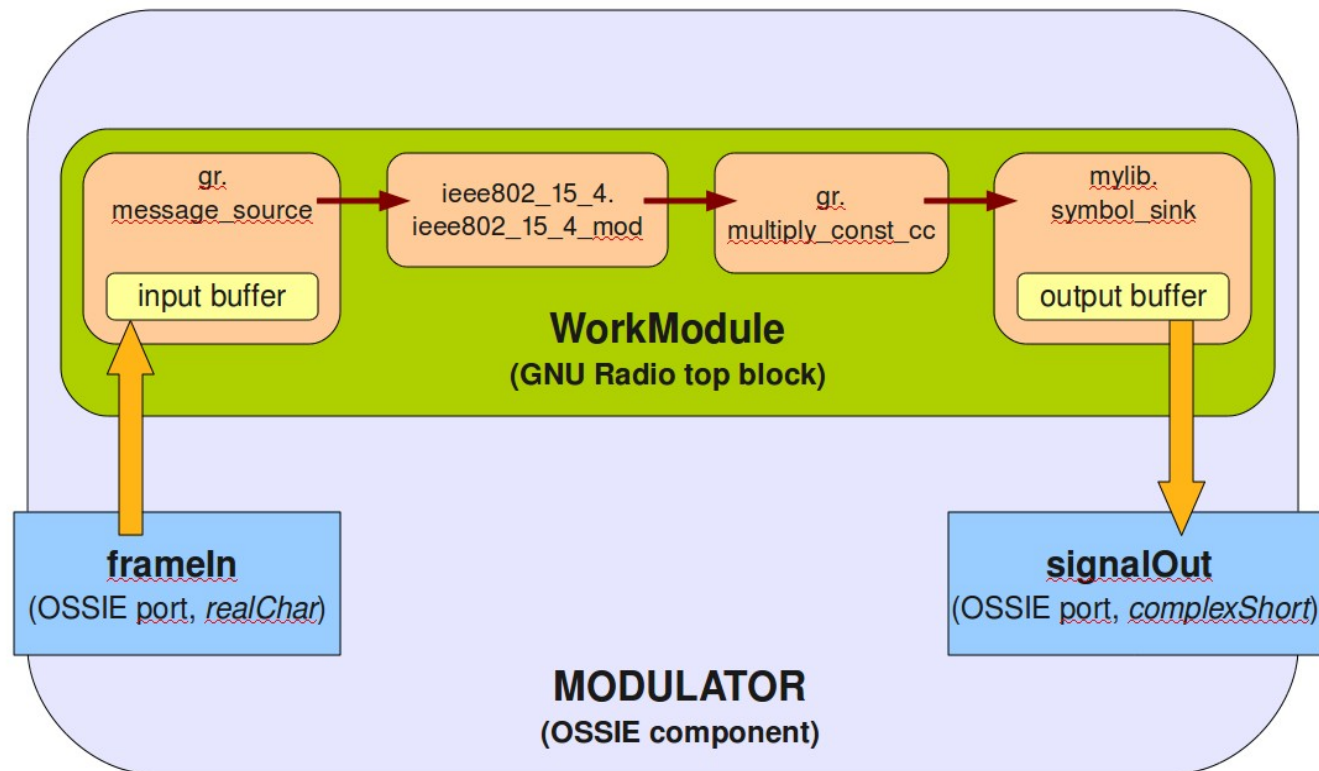 gr.
message_source
input buffer
ieee802_15_4.
ieee802_15_4_mod
gr.
multiply_const_cc
mylib.
symbol_sink
output buffer
WorkModule
(GNU Radio top block)
frameIn
(OSSIE port, realChar)
signalOut
(OSSIE port, complexShort)
MODULATOR
(OSSIE component)